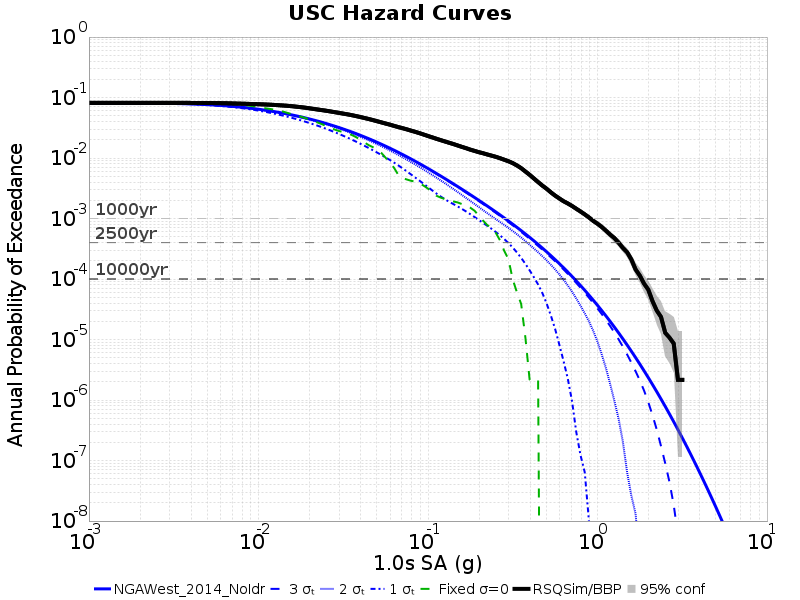 USC Hazard Curves
Annual Probability of Exceedance
10^0
10^-1
10^-2
10^-3
10^-4
10^-5
10^-6
10^-7
10^-8
1000yr
2500yr
10000yr
10^-3 10^-2 10^-1 10^0 10^1
1.0s SA (g)
NGAWest_2014_NoIdr 3 σₜ 2 σₜ 1 σₜ Fixed σ=0 RSQSim/BBP 95% conf